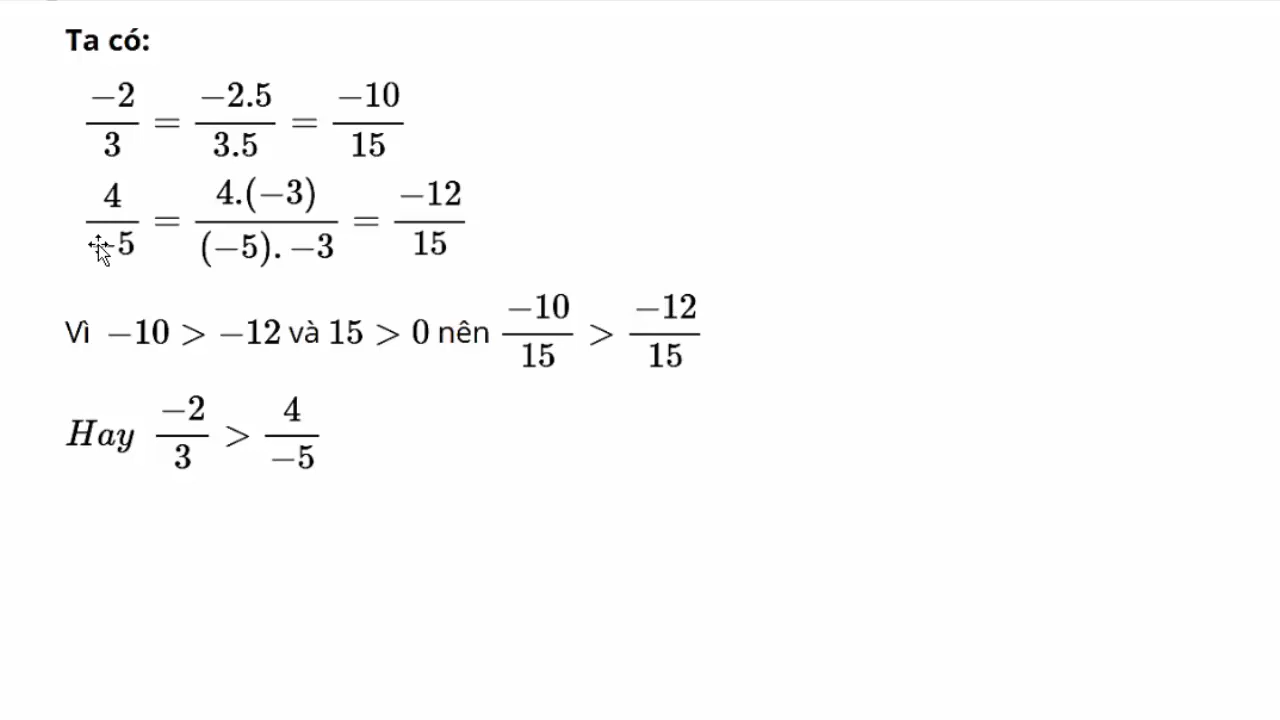 Ta có:
−2/3 = −2.5/3.5 = −10/15
4/−5 = 4.(−3)/(−5).−3 = −12/15
Vì −10 > −12 và 15 > 0 nên −10/15 > −12/15
Hay −2/3 > 4/−5